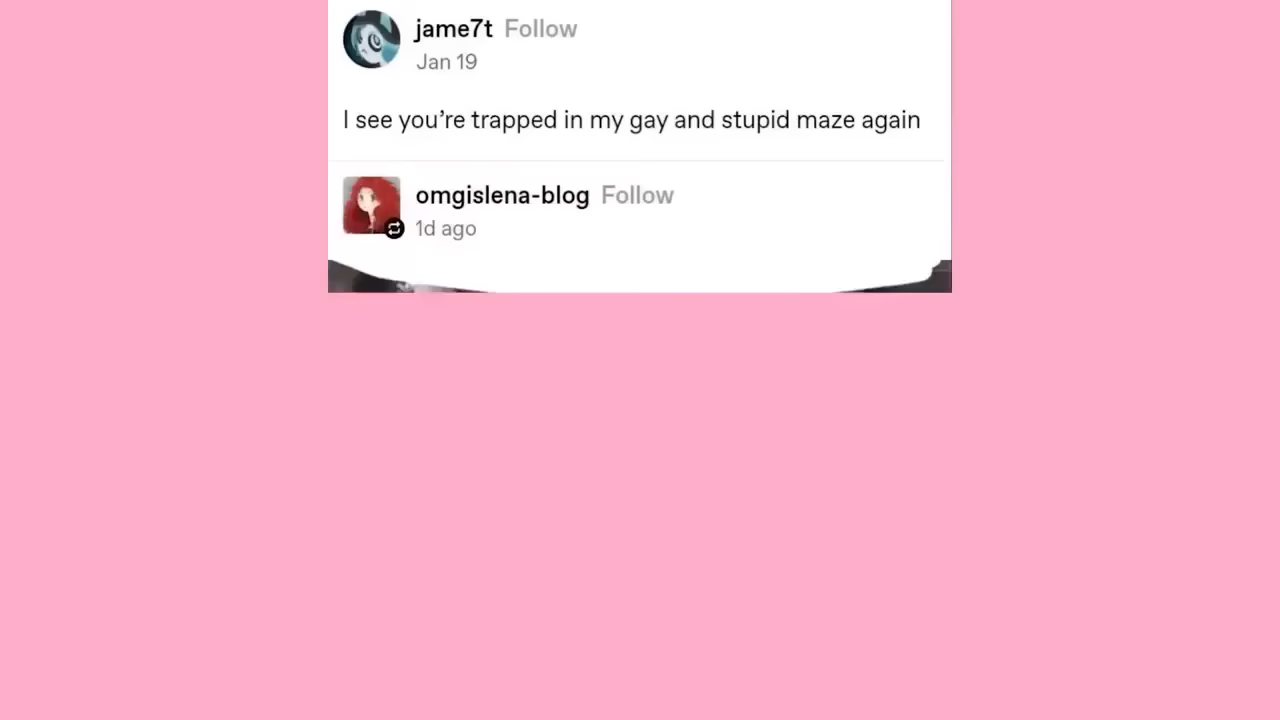 jame7t Follow
Jan 19
I see you’re trapped in my gay and stupid maze again
omgislena-blog Follow
1d ago